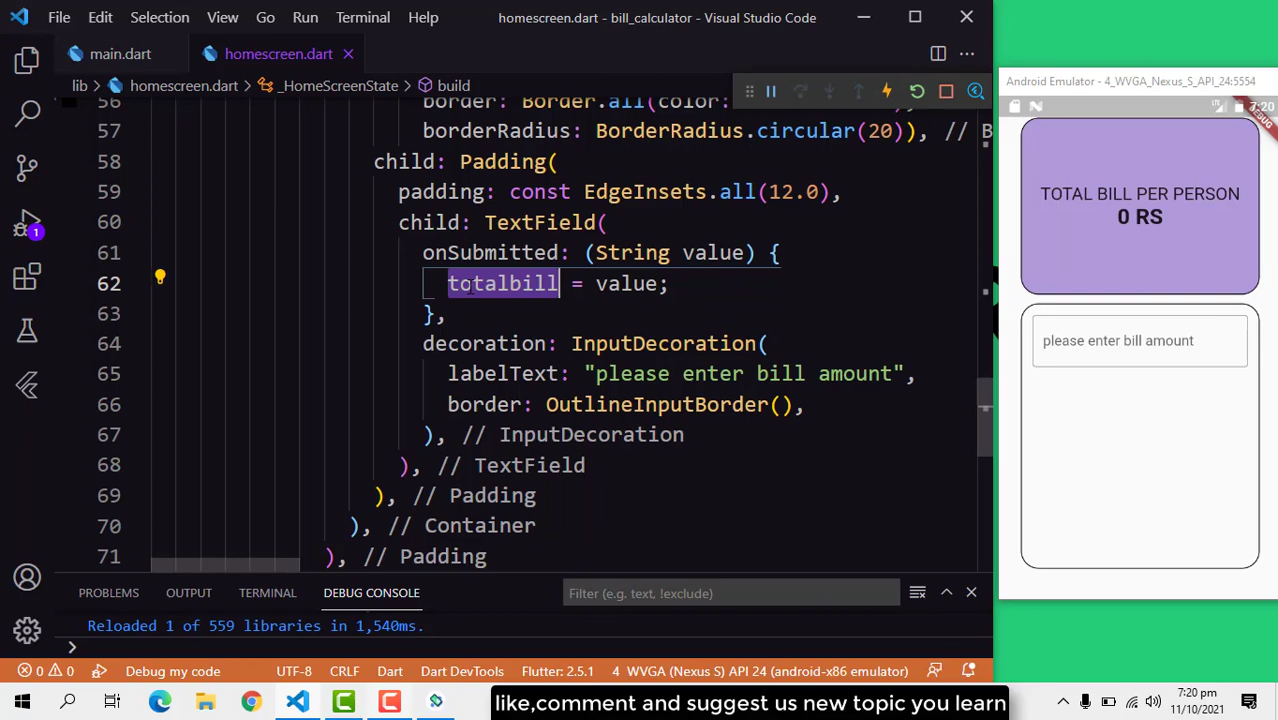 File Edit Selection View Go Run Terminal Help homescreen.dart - bill_calculator - Visual Studio Code
main.dart homescreen.dart
lib homescreen.dart _HomeScreenState build
57 borderRadius: BorderRadius.circular(20)), // B
58 child: Padding(
59 padding: const EdgeInsets.all(12.0),
60 child: TextField(
61 onSubmitted: (String value) {
62 totalbill = value;
63 },
64 decoration: InputDecoration(
65 labelText: "please enter bill amount",
66 border: OutlineInputBorder(),
67 ), // InputDecoration
68 ), // TextField
69 ), // Padding
70 ), // Container
71 ), // Padding
PROBLEMS OUTPUT TERMINAL DEBUG CONSOLE Filter (e.g. text, !exclude)
Reloaded 1 of 559 libraries in 1,540ms.
0 0 Debug my code UTF-8 CRLF Dart Dart DevTools Flutter: 2.5.1 4 WVGA (Nexus S) API 24 (android-x86 emulator)
like,comment and suggest us new topic you learn
7:20 pm
11/10/2021
1
Android Emulator - 4_WVGA_Nexus_S_API_24:5554
LTE 7:20
DEBUG
TOTAL BILL PER PERSON
0 RS
please enter bill amount